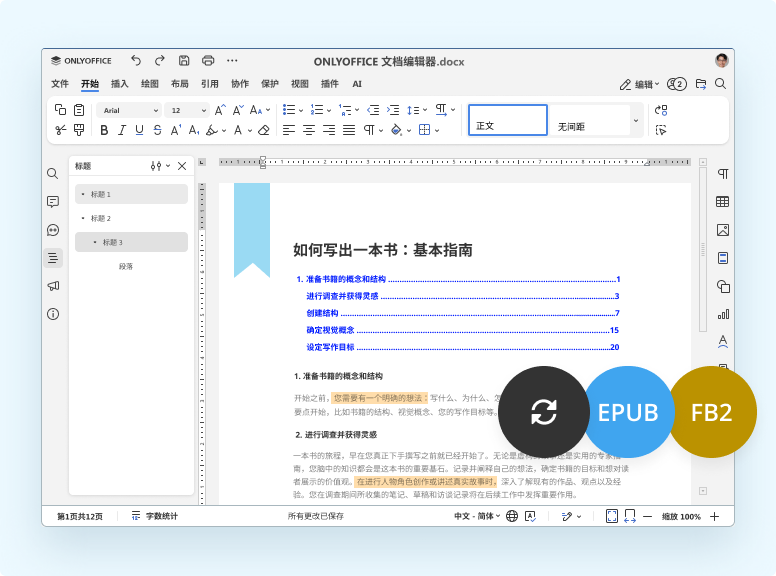 ONLYOFFICE
ONLYOFFICE 文档编辑器.docx
文件 开始 插入 绘图 布局 引用 协作 保护 视图 插件 AI
编辑 2
Arial 12
正文 无间距
标题
标题 1
标题 2
标题 3
段落
如何写出一本书：基本指南
1. 准备书籍的概念和结构 1
进行调查并获得灵感 3
创建结构 7
确定视觉概念 15
设定写作目标 20
1. 准备书籍的概念和结构
开始之前，您需要有一个明确的想法：写什么、为什么、
要点开始，比如书籍的结构、视觉概念、您的写作目标等。
2. 进行调查并获得灵感
一本书的旅程，早在您真正下手撰写之前就已经开始了。无论是虚构
实用的专家指
南，您脑中的知识都会是这本书的重要基石。记录并阐释自己的想法，确定书籍的目标和想对读
者展示的价值观。在进行人物角色创作或讲述真实故事时，深入了解现有的作品、观点以及经
验。您在调查期间所收集的笔记、草稿和访谈记录将在后续工作中发挥重要作用。
EPUB
FB2
第1页共12页 字数统计 所有更改已保存 中文 - 简体 缩放 100%